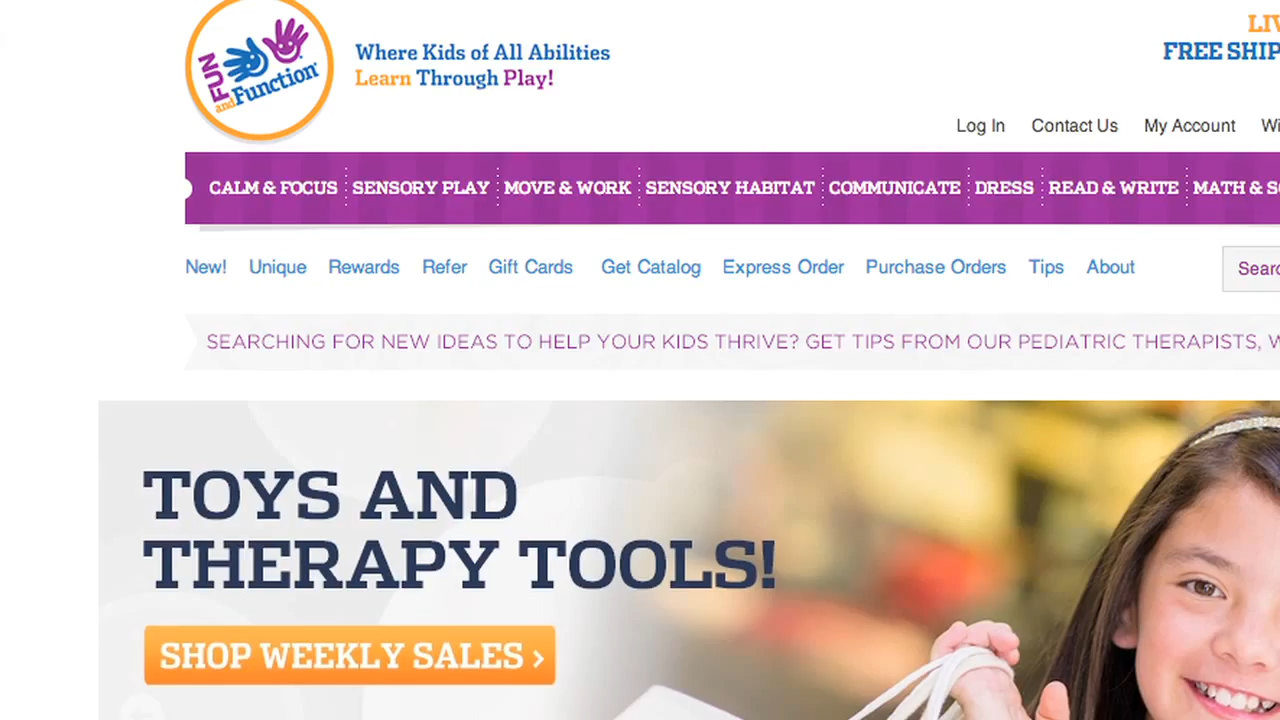 FUN
and Function
Where Kids of All Abilities
Learn Through Play!
FREE SHIP
Log In Contact Us My Account
CALM & FOCUS SENSORY PLAY MOVE & WORK SENSORY HABITAT COMMUNICATE DRESS READ & WRITE MATH &
New! Unique Rewards Refer Gift Cards Get Catalog Express Order Purchase Orders Tips About
SEARCHING FOR NEW IDEAS TO HELP YOUR KIDS THRIVE? GET TIPS FROM OUR PEDIATRIC THERAPISTS,
TOYS AND
THERAPY TOOLS!
SHOP WEEKLY SALES ›